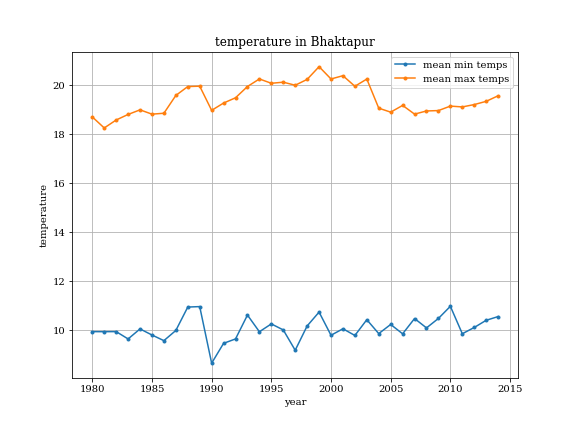 temperature in Bhaktapur
mean min temps
mean max temps
temperature
20
18
16
14
12
10
1980 1985 1990 1995 2000 2005 2010 2015
year